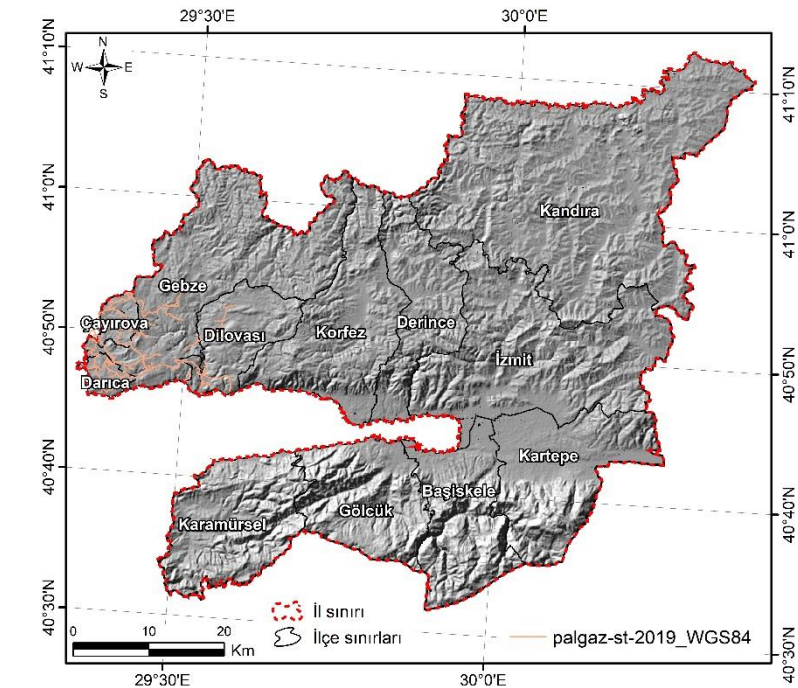 29°30'E
30°0'E
41°10'N
N
W
E
S
41°10'N
41°0'N
Kandıra
41°0'N
Gebze
Çayırova
Dilovası
Korfez
Derince
40°50'N
İzmit
40°50'N
Darıca
Kartepe
40°40'N
Başiskele
Gölcük
Karamürsel
40°40'N
40°30'N
İl sınırı
İlçe sınırları
palgaz-st-2019_WGS84
0 10 20
Km
40°30'N
29°30'E
30°0'E